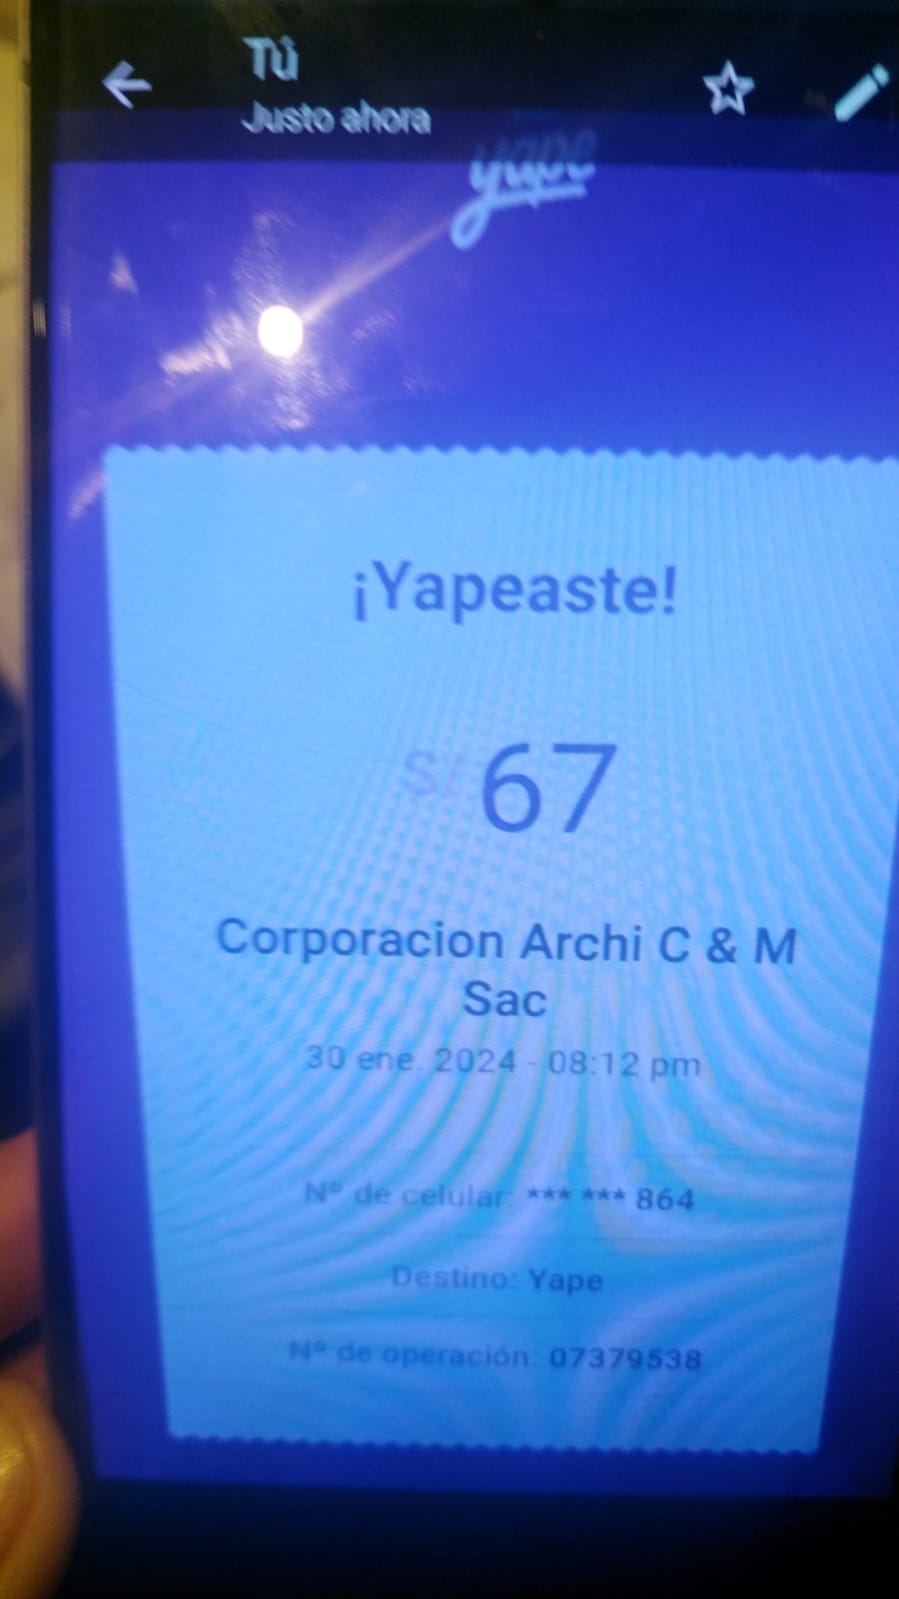 Tú
Justo ahora
yape
¡Yapeaste!
S/ 67
Corporacion Archi C & M
Sac
30 ene. 2024 - 08:12 pm
Nº de celular: *** *** 864
Destino: Yape
Nº de operación: 07379538